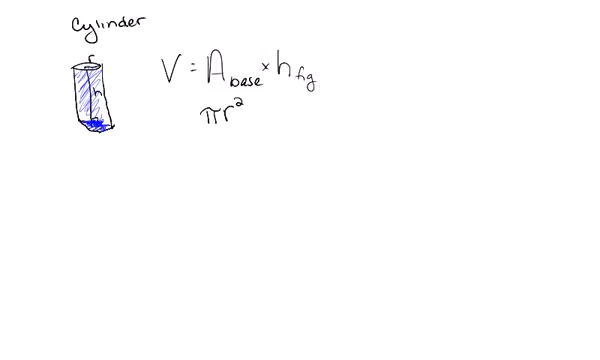 Cylinder
r
h
V = A base × h fig
πr²